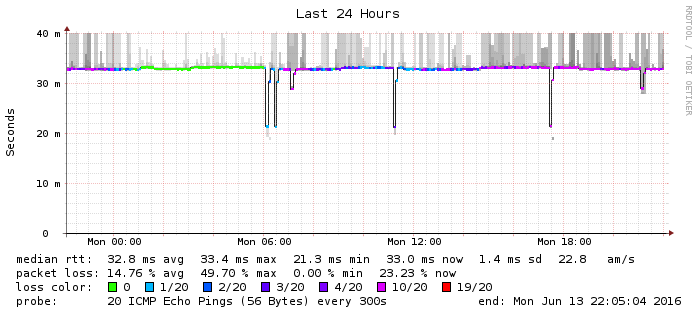 Last 24 Hours
RRDTOOL / TOBI OETIKER
Seconds
40 m
30 m
20 m
10 m
0
Mon 00:00 Mon 06:00 Mon 12:00 Mon 18:00
median rtt: 32.8 ms avg 33.4 ms max 21.3 ms min 33.0 ms now 1.4 ms sd 22.8 am/s
packet loss: 14.76 % avg 49.70 % max 0.00 % min 23.23 % now
loss color: 0 1/20 2/20 3/20 4/20 10/20 19/20
probe: 20 ICMP Echo Pings (56 Bytes) every 300s end: Mon Jun 13 22:05:04 2016